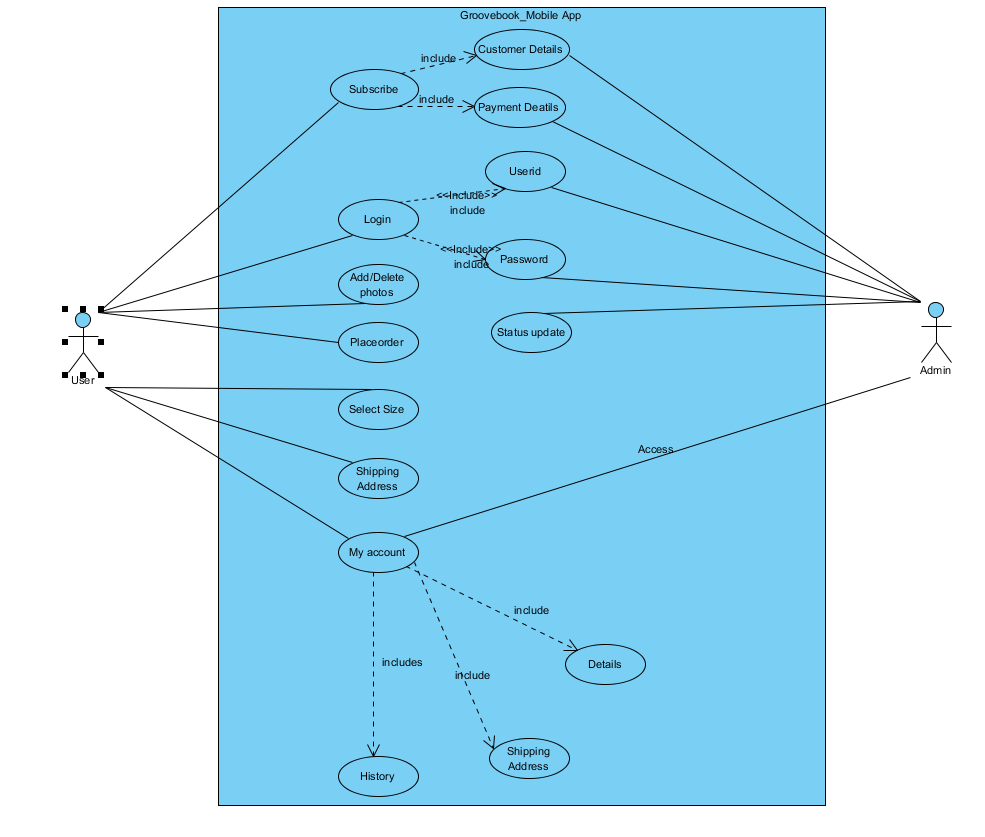 Groovebook_Mobile App
Customer Details
include
Subscribe
include
Payment Deatils
Userid
<<Include>>
include
Login
<<Include>>
include
Password
Add/Delete
photos
Status update
Placeorder
User
Admin
Select Size
Access
Shipping
Address
My account
include
Details
includes
include
Shipping
Address
History